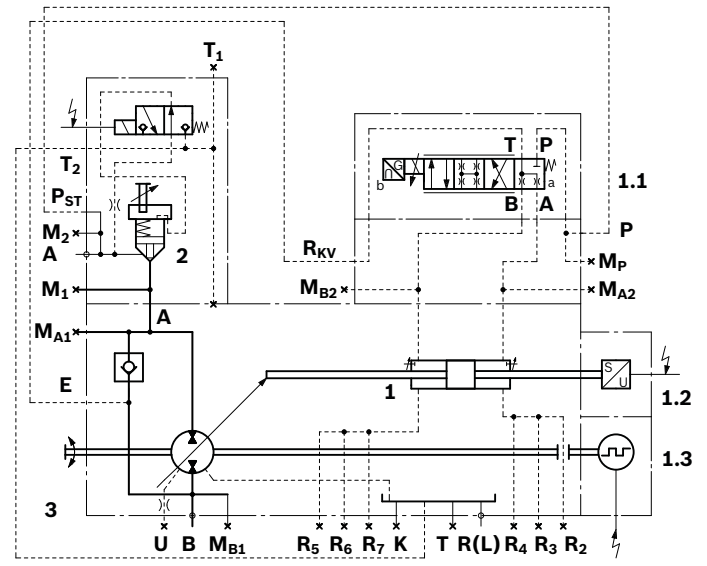 T1
T P
G
U
b
a
T2
1.1
PST
B A
M2
P
A
2
RKV
MP
M1
MB2
MA2
A
MA1
S
U
E
1
1.2
1.3
3
U B MB1 R5 R6 R7 K T R(L) R4 R3 R2